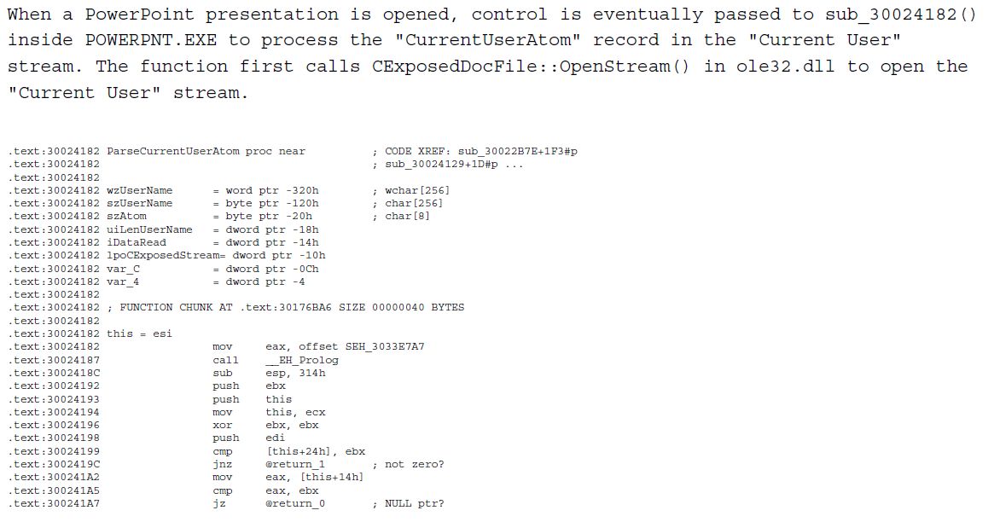 When a PowerPoint presentation is opened, control is eventually passed to sub_30024182()
inside POWERPNT.EXE to process the "CurrentUserAtom" record in the "Current User"
stream. The function first calls CExposedDocFile::OpenStream() in ole32.dll to open the
"Current User" stream.
.text:30024182 ParseCurrentUserAtom proc near ; CODE XREF: sub_30022B7E+1F3#p
.text:30024182 ; sub_30024129+1D#p ...
.text:30024182
.text:30024182 wzUserName = word ptr -320h ; wchar[256]
.text:30024182 szUserName = byte ptr -120h ; char[256]
.text:30024182 szAtom = byte ptr -20h ; char[8]
.text:30024182 uiLenUserName = dword ptr -18h
.text:30024182 iDataRead = dword ptr -14h
.text:30024182 lpoCExposedStream= dword ptr -10h
.text:30024182 var_C = dword ptr -0Ch
.text:30024182 var_4 = dword ptr -4
.text:30024182
.text:30024182 ; FUNCTION CHUNK AT .text:30176BA6 SIZE 00000040 BYTES
.text:30024182
.text:30024182 this = esi
.text:30024182 mov eax, offset SEH_3033E7A7
.text:30024187 call __EH_Prolog
.text:3002418C sub esp, 314h
.text:30024192 push ebx
.text:30024193 push this
.text:30024194 mov this, ecx
.text:30024196 xor ebx, ebx
.text:30024198 push edi
.text:30024199 cmp [this+24h], ebx
.text:3002419C jnz @return_1 ; not zero?
.text:300241A2 mov eax, [this+14h]
.text:300241A5 cmp eax, ebx
.text:300241A7 jz @return_0 ; NULL ptr?